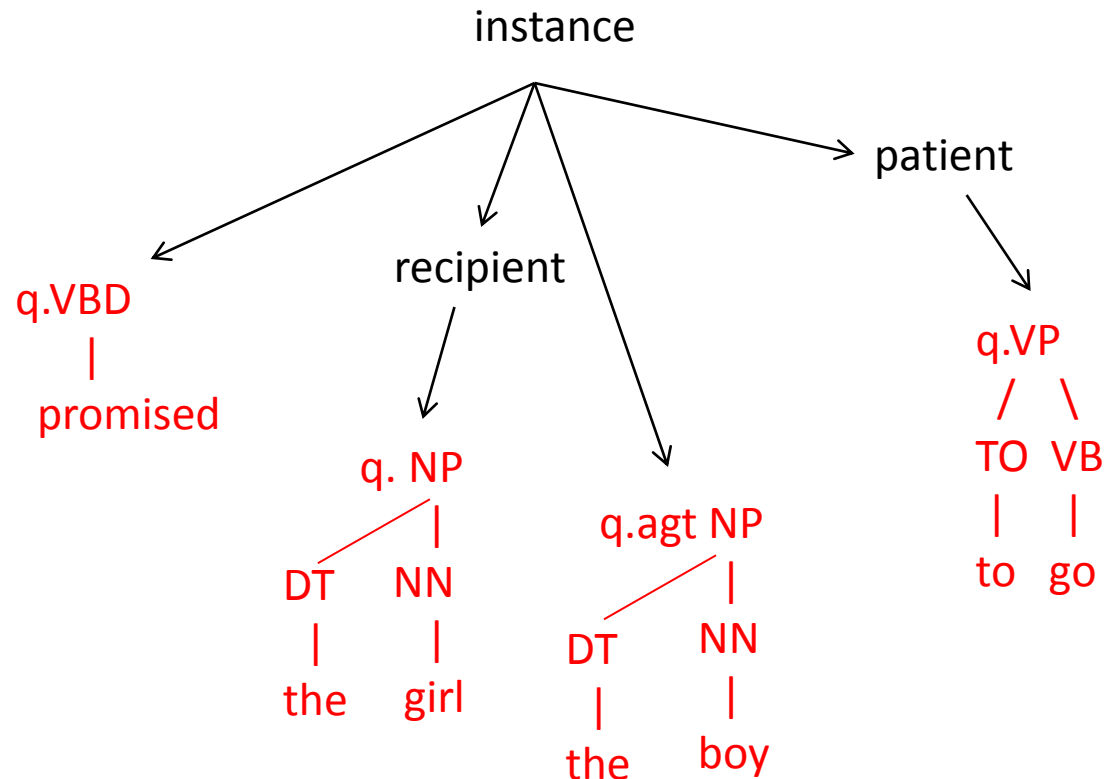 instance
patient
recipient
q.VBD
promised
q.VP
TO VB
to go
q. NP
DT NN
the girl
q.agt NP
DT NN
the boy